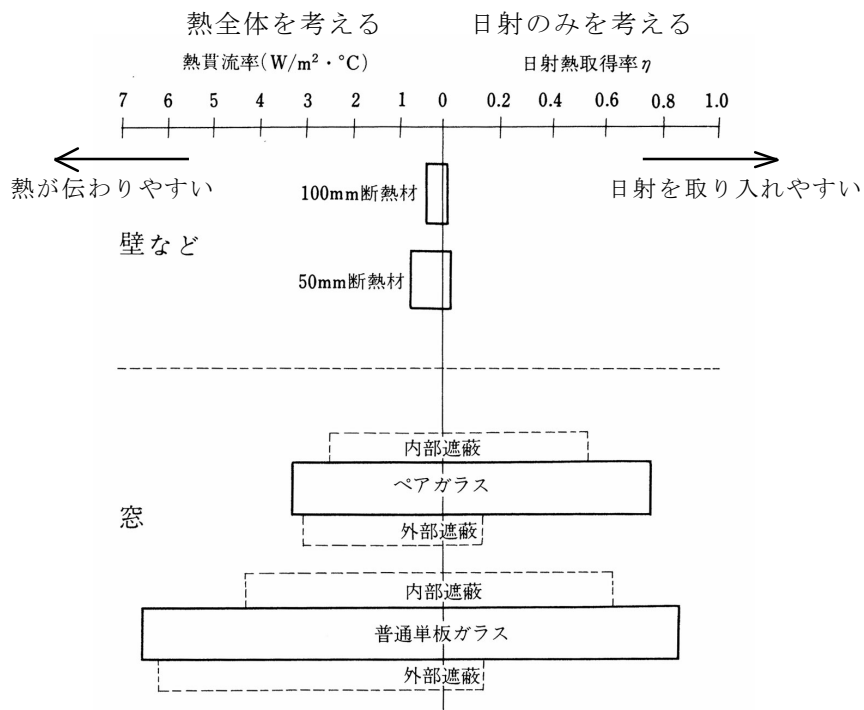 熱全体を考える 日射のみを考える
熱貫流率(W/m²・°C) 日射熱取得率η
7 6 5 4 3 2 1 0 0.2 0.4 0.6 0.8 1.0
熱が伝わりやすい 日射を取り入れやすい
100mm断熱材
壁など
50mm断熱材
内部遮蔽
ペアガラス
窓
外部遮蔽
内部遮蔽
普通単板ガラス
外部遮蔽